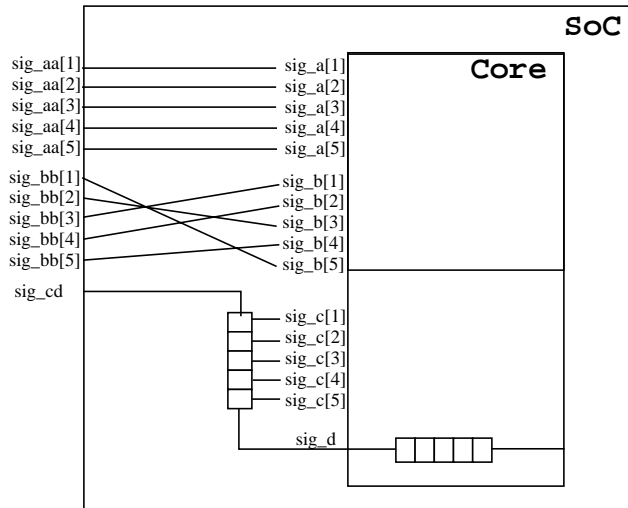 SoC
Core
sig_aa[1]
sig_aa[2]
sig_aa[3]
sig_aa[4]
sig_aa[5]
sig_a[1]
sig_a[2]
sig_a[3]
sig_a[4]
sig_a[5]
sig_bb[1]
sig_bb[2]
sig_bb[3]
sig_bb[4]
sig_bb[5]
sig_b[1]
sig_b[2]
sig_b[3]
sig_b[4]
sig_b[5]
sig_cd
sig_c[1]
sig_c[2]
sig_c[3]
sig_c[4]
sig_c[5]
sig_d